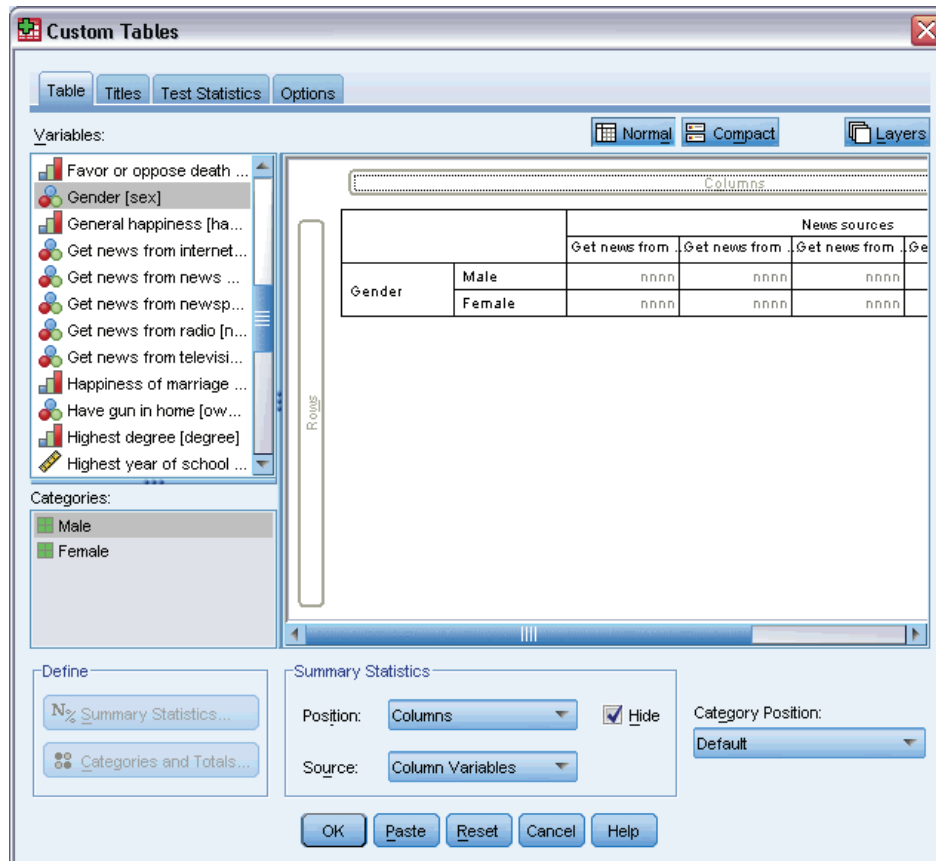 Custom Tables
Table Titles Test Statistics Options
Variables:
Normal Compact Layers
Favor or oppose death ...
Gender [sex]
General happiness [ha...
Get news from internet...
Get news from news ...
Get news from newsp...
Get news from radio [n...
Get news from televisi...
Happiness of marriage ...
Have gun in home [ow...
Highest degree [degree]
Highest year of school ...
Categories:
Male
Female
Columns
Rows
News sources
Get news from .. Get news from .. Get news from .. Ge
Gender Male nnnn nnnn nnnn
Female nnnn nnnn nnnn
Define
N% Summary Statistics...
Categories and Totals...
Summary Statistics
Position: Columns Hide
Source: Column Variables
Category Position:
Default
OK Paste Reset Cancel Help